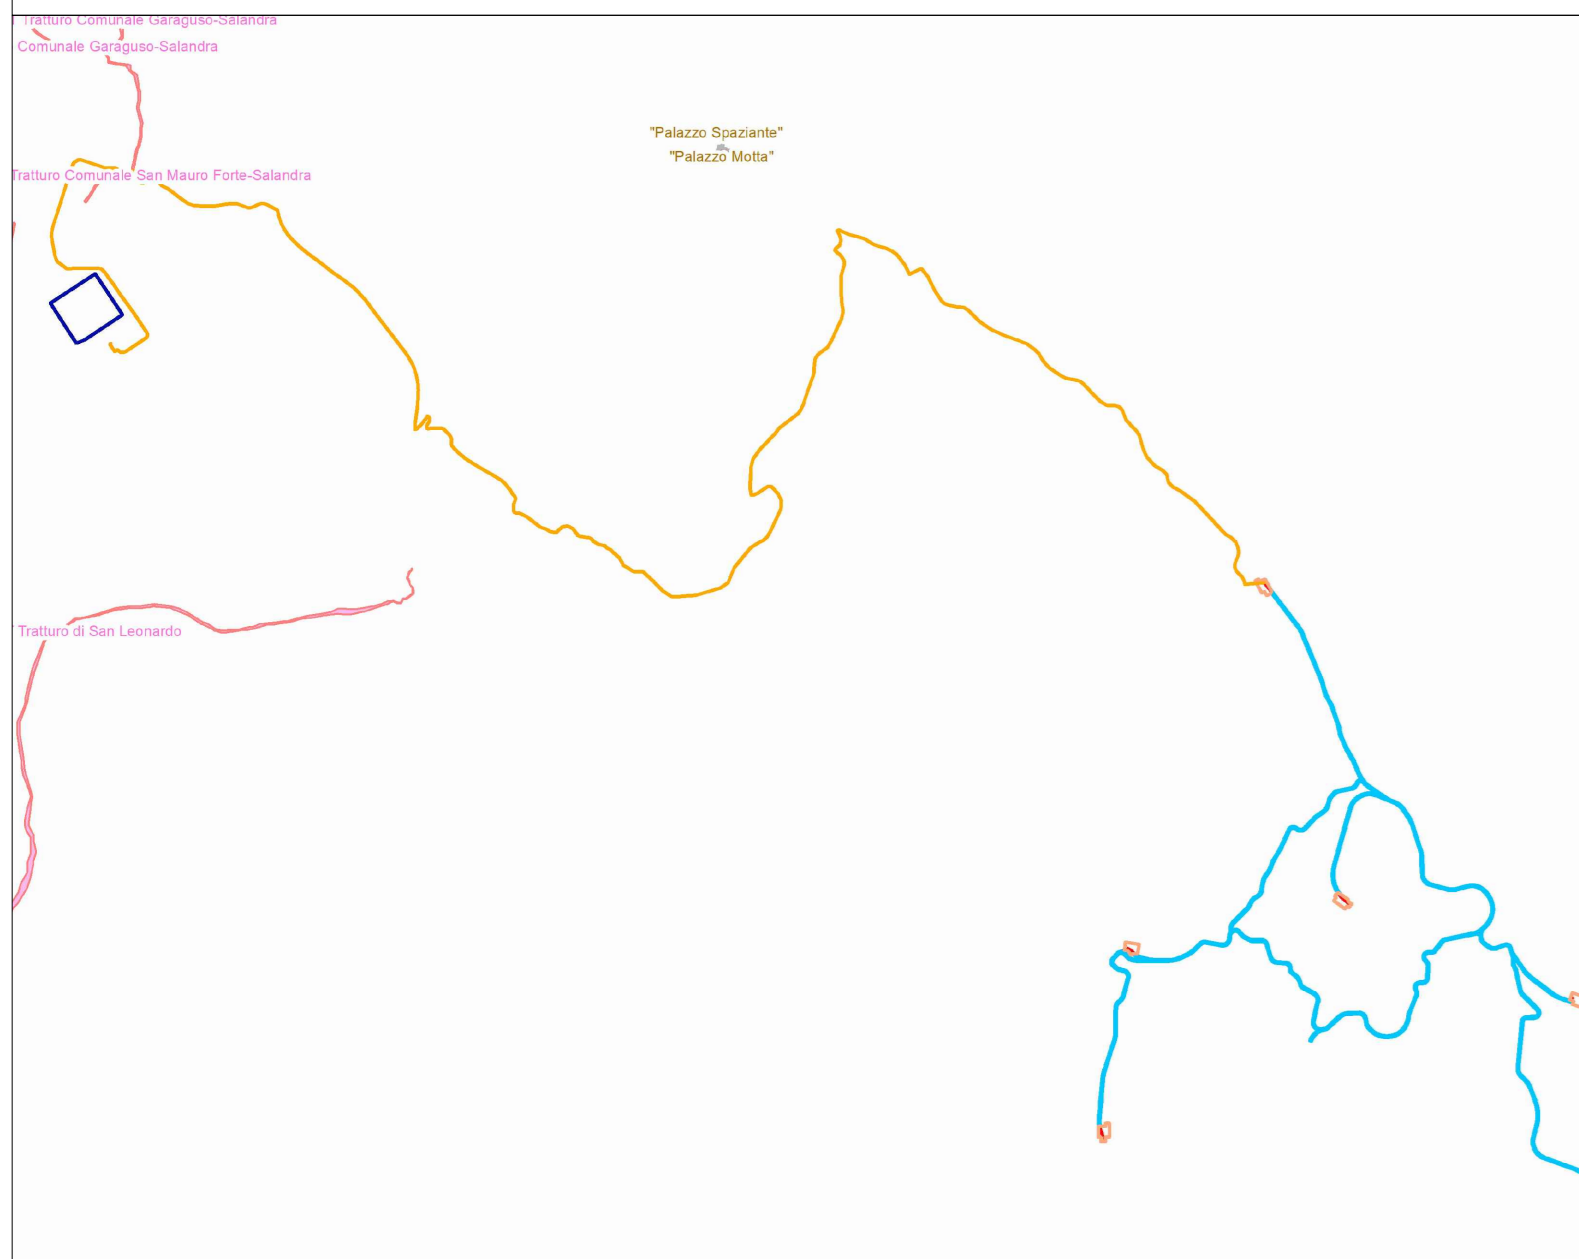 Tratturo Comunale Garaguso-Salandra
Comunale Garaguso-Salandra
"Palazzo Spaziante"
"Palazzo Motta"
Tratturo Comunale San Mauro Forte-Salandra
Tratturo di San Leonardo